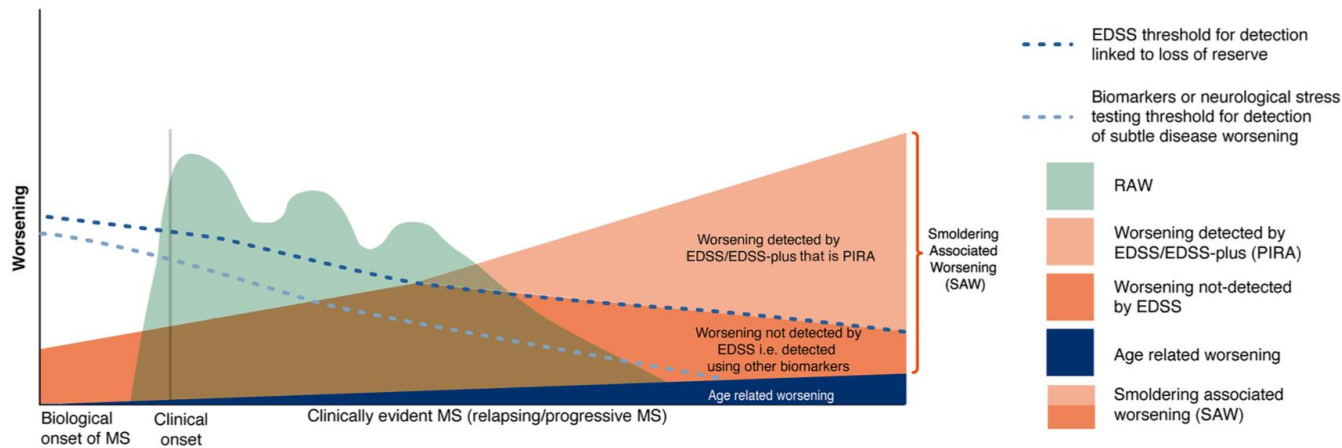 Worsening
Worsening detected by
EDSS/EDSS-plus that is PIRA
Worsening not detected by
EDSS i.e. detected
using other biomarkers
Age related worsening
Smoldering
Associated
Worsening
(SAW)
Biological
onset of MS
Clinical
onset
Clinically evident MS (relapsing/progressive MS)
EDSS threshold for detection
linked to loss of reserve
Biomarkers or neurological stress
testing threshold for detection
of subtle disease worsening
RAW
Worsening detected by
EDSS/EDSS-plus (PIRA)
Worsening not-detected
by EDSS
Age related worsening
Smoldering associated
worsening (SAW)